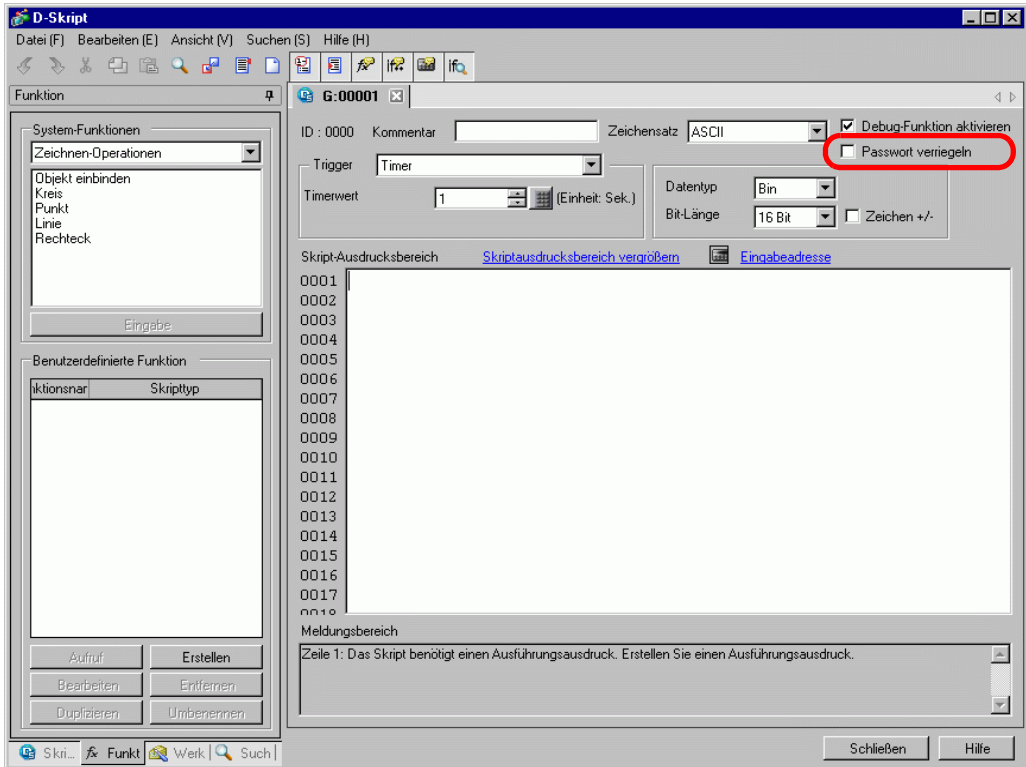 D-Skript
Datei (F) Bearbeiten (E) Ansicht (V) Suchen (S) Hilfe (H)
Funktion
G:00001
System-Funktionen
Zeichnen-Operationen
Objekt einbinden
Kreis
Punkt
Linie
Rechteck
Eingabe
Benutzerdefinierte Funktion
nktionsnar Skripttyp
Aufruf Erstellen
Bearbeiten Entfernen
Duplizieren Umbenennen
Skri... Funkt Werk Such
ID : 0000 Kommentar Zeichensatz ASCII Debug-Funktion aktivieren
Passwort verriegeln
Trigger Timer
Timerwert 1 (Einheit: Sek.)
Datentyp Bin
Bit-Länge 16 Bit Zeichen +/-
Skript-Ausdrucksbereich Skriptausdrucksbereich vergrößern Eingabeadresse
0001
0002
0003
0004
0005
0006
0007
0008
0009
0010
0011
0012
0013
0014
0015
0016
0017
0018
Meldungsbereich
Zeile 1: Das Skript benötigt einen Ausführungsausdruck. Erstellen Sie einen Ausführungsausdruck.
Schließen Hilfe